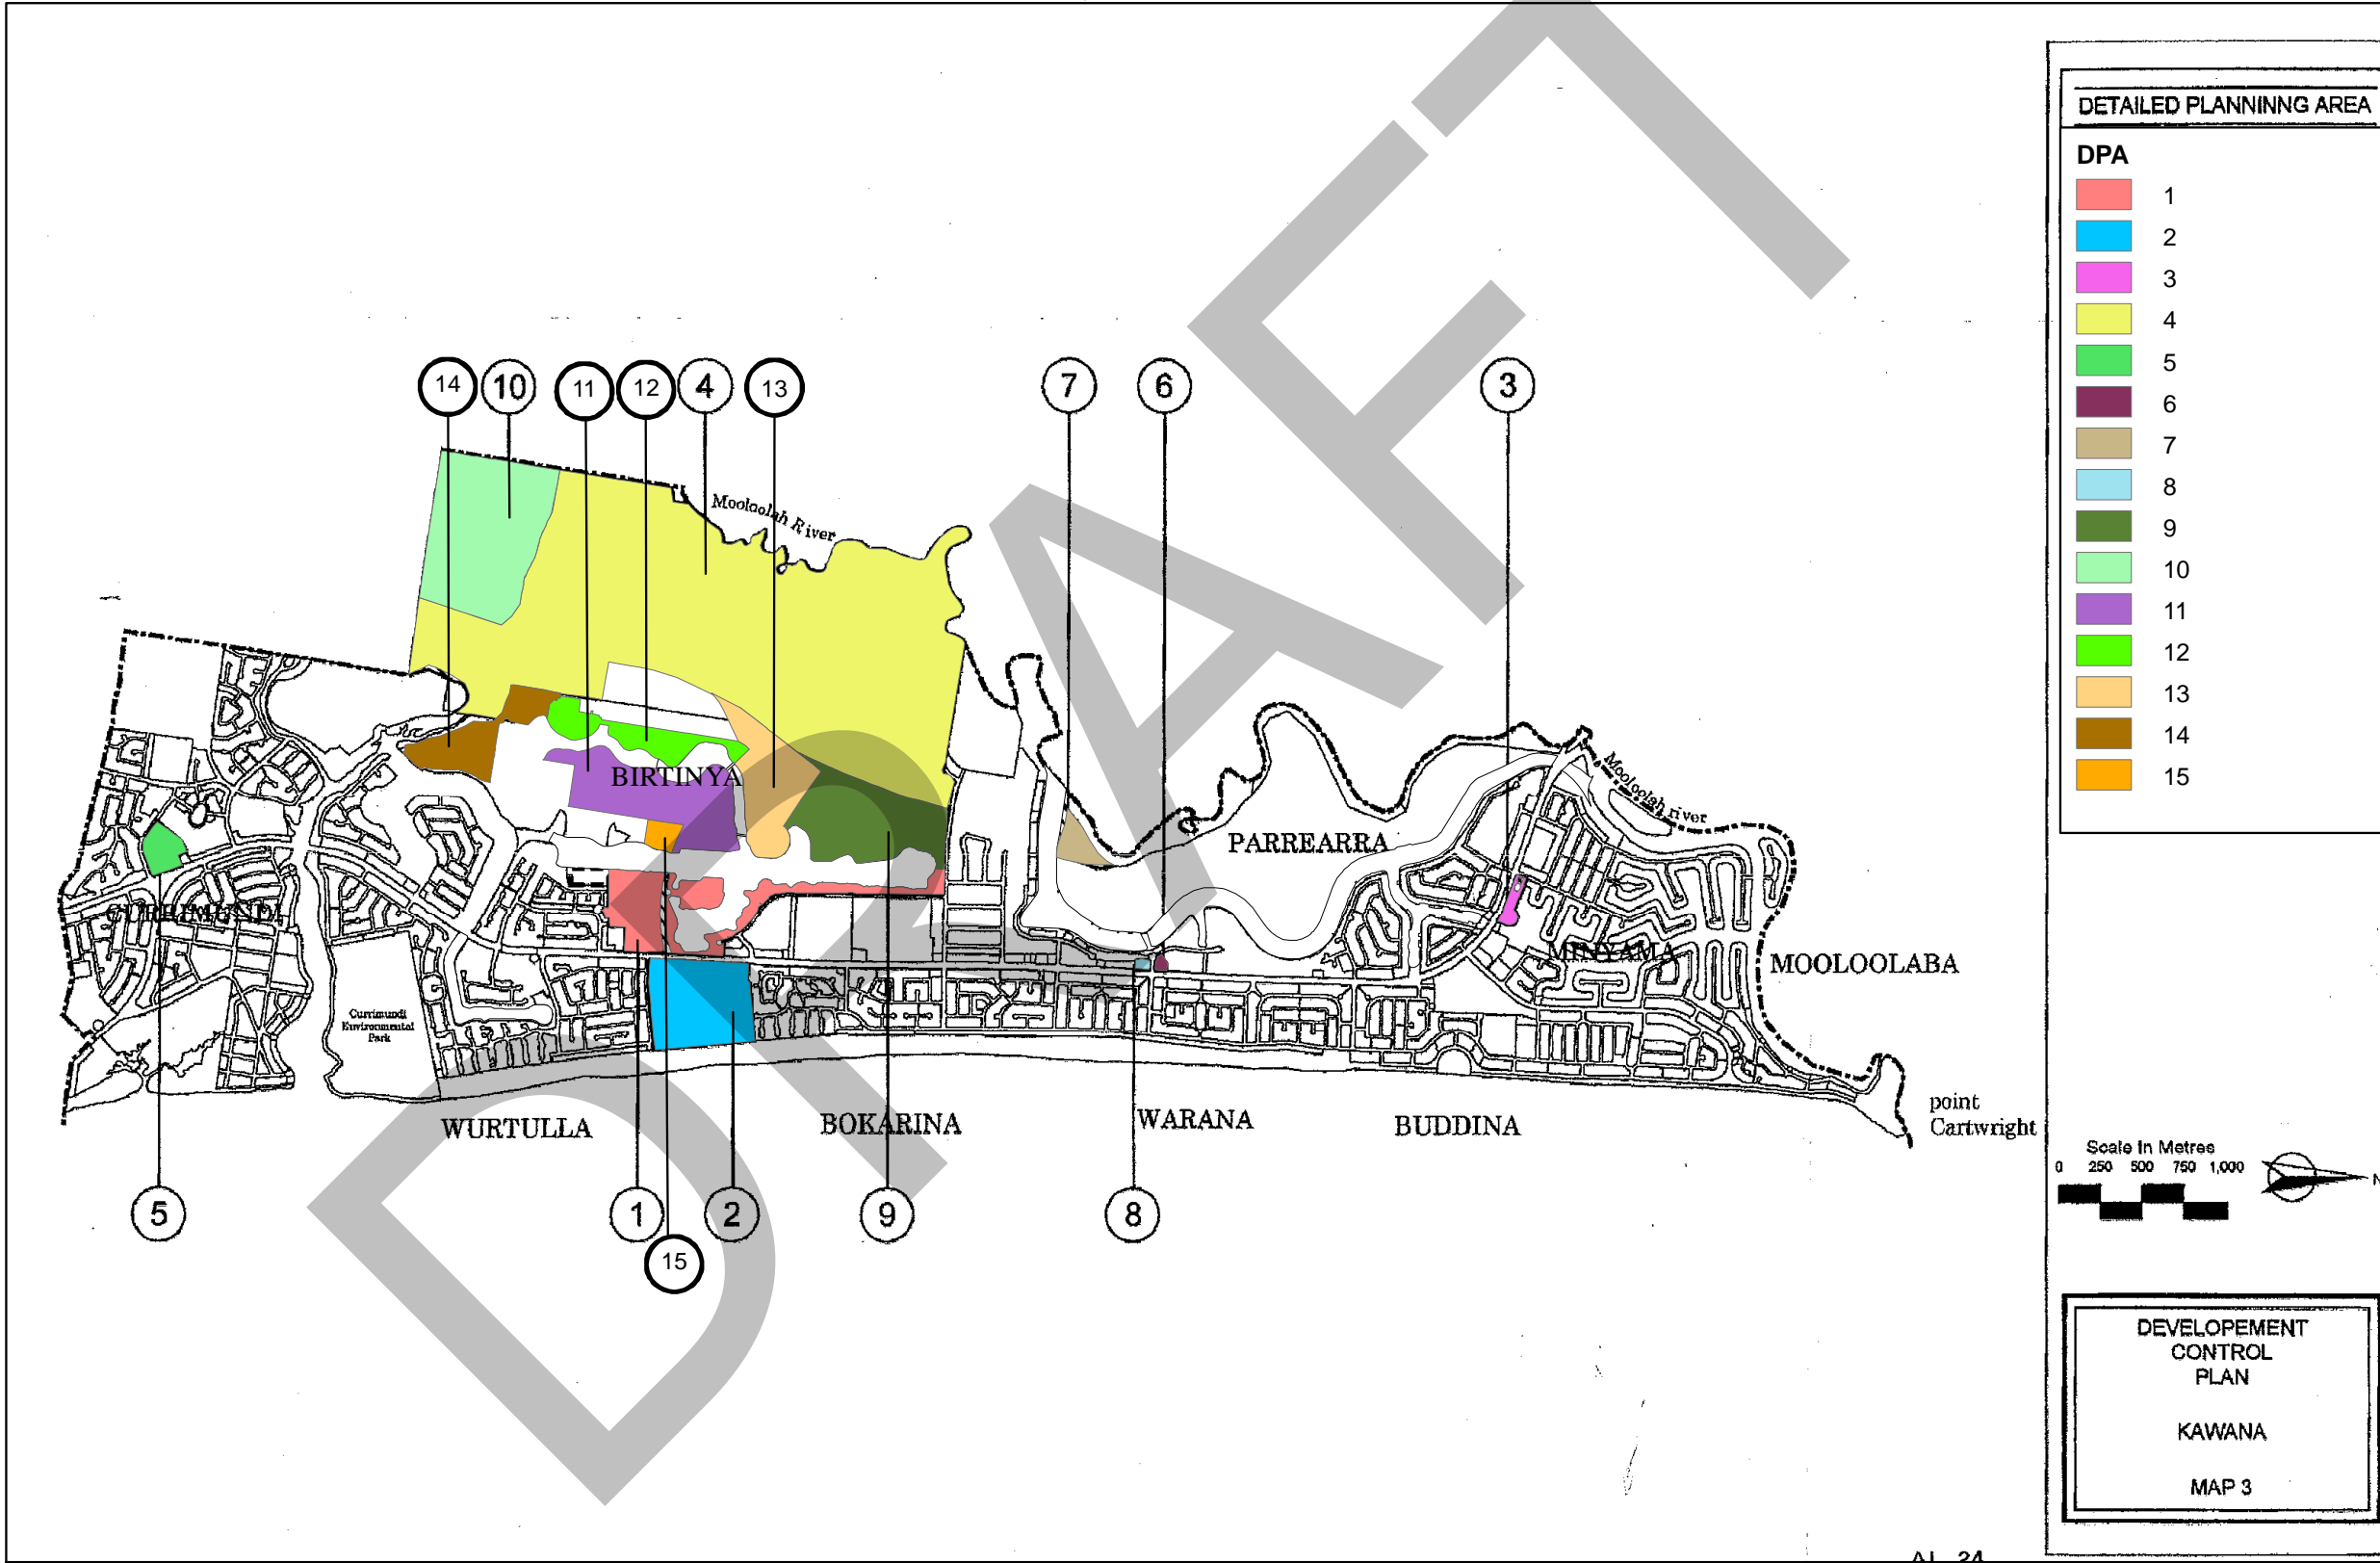 14
10
11
12
4
13
7
6
3
Mooloolah River
BIRTINYA
PARREARRA
Mooloolah river
CURRIMUNDI
MINYAMA
MOOLOOLABA
Currimundi
Environmental
Park
WURTULLA
BOKARINA
WARANA
BUDDINA
point
Cartwright
5
1
2
9
8
15
DRAFT
DETAILED PLANNINNG AREA
DPA
1
2
3
4
5
6
7
8
9
10
11
12
13
14
15
Scale in Metres
0 250 500 750 1,000
N
DEVELOPEMENT
CONTROL
PLAN
KAWANA
MAP 3